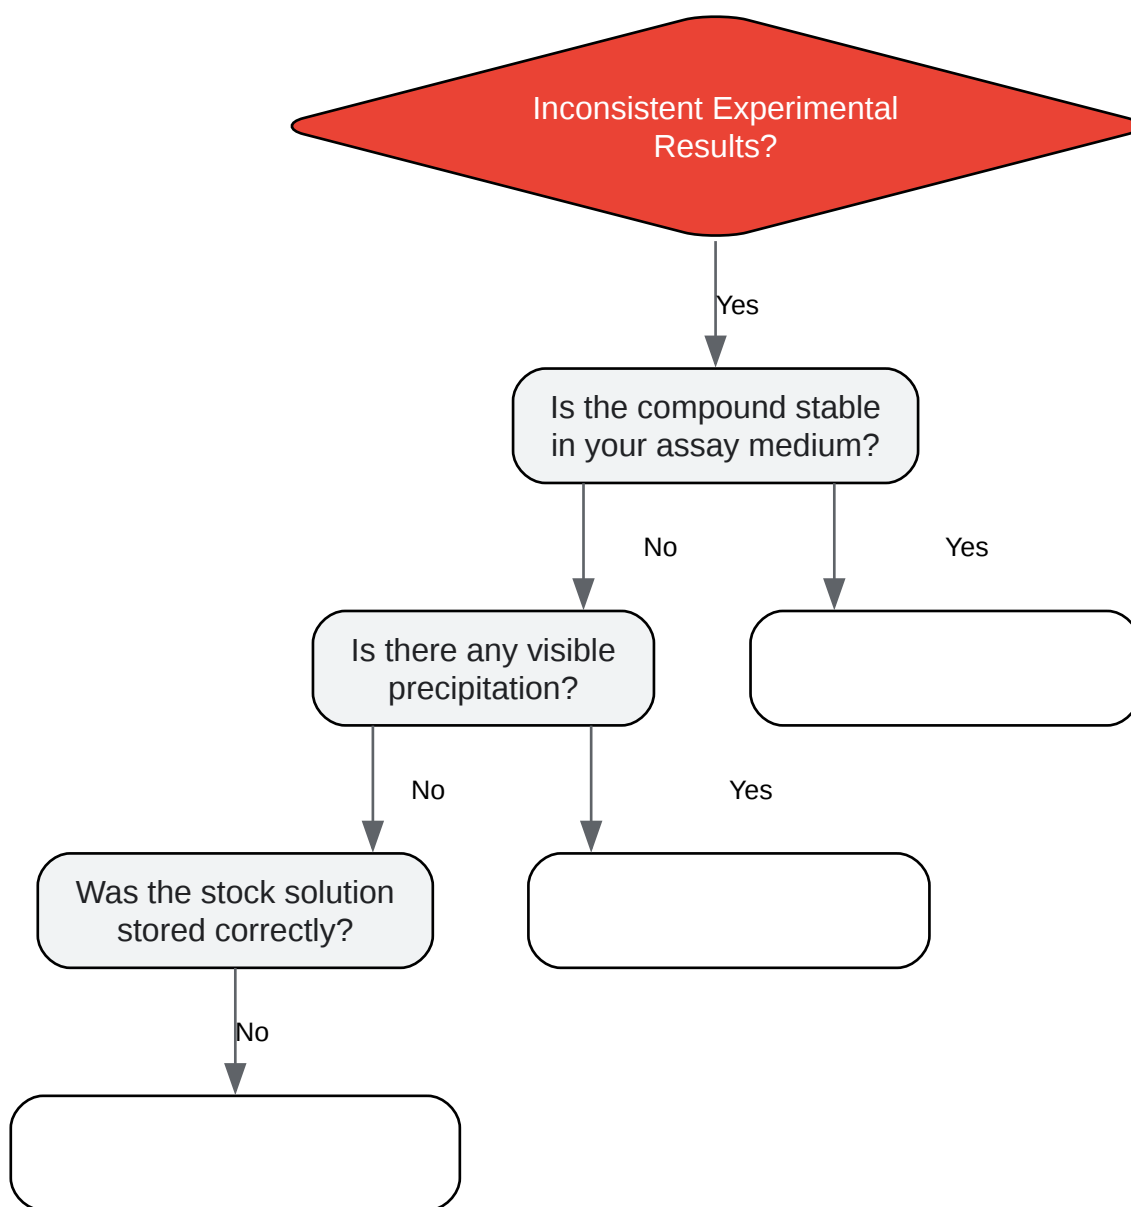 Inconsistent Experimental
Results?
Yes
Is the compound stable
in your assay medium?
No
Yes
Is there any visible
precipitation?
No
Yes
Was the stock solution
stored correctly?
No